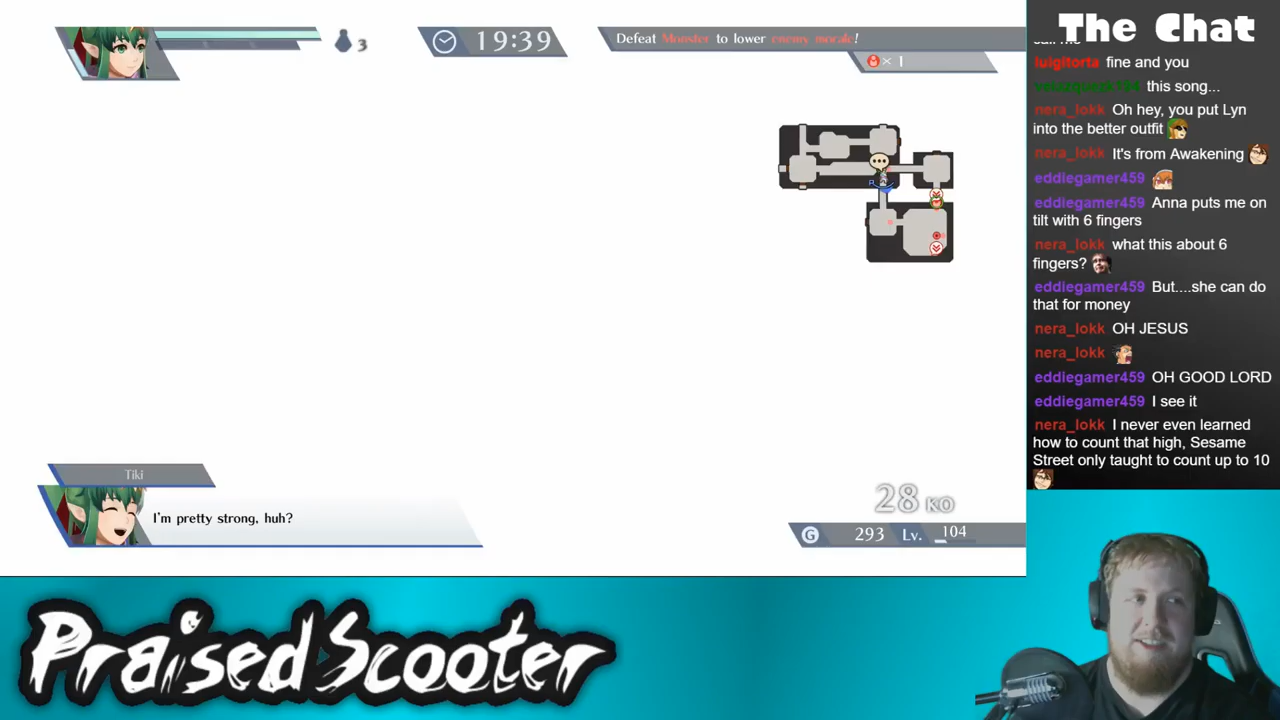 3
19:39
Defeat Monster to lower enemy morale!
× 1
The Chat
luigitorta fine and you
this song...
nera_lokk Oh hey, you put Lyn
into the better outfit
nera_lokk It's from Awakening
eddiegamer459
eddiegamer459 Anna puts me on
tilt with 6 fingers
nera_lokk what this about 6
fingers?
eddiegamer459 But....she can do
that for money
nera_lokk OH JESUS
nera_lokk
eddiegamer459 OH GOOD LORD
eddiegamer459 I see it
nera_lokk I never even learned
how to count that high, Sesame
Street only taught to count up to 10
Tiki
I'm pretty strong, huh?
28 KO
G 293 Lv. 104
Praised Scooter